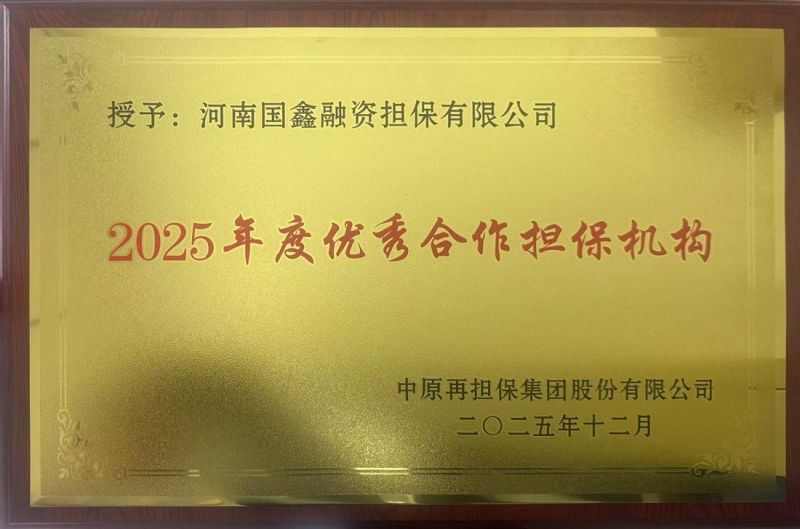 授予：河南国鑫融资担保有限公司
2025年度优秀合作担保机构
中原再担保集团股份有限公司
二〇二五年十二月